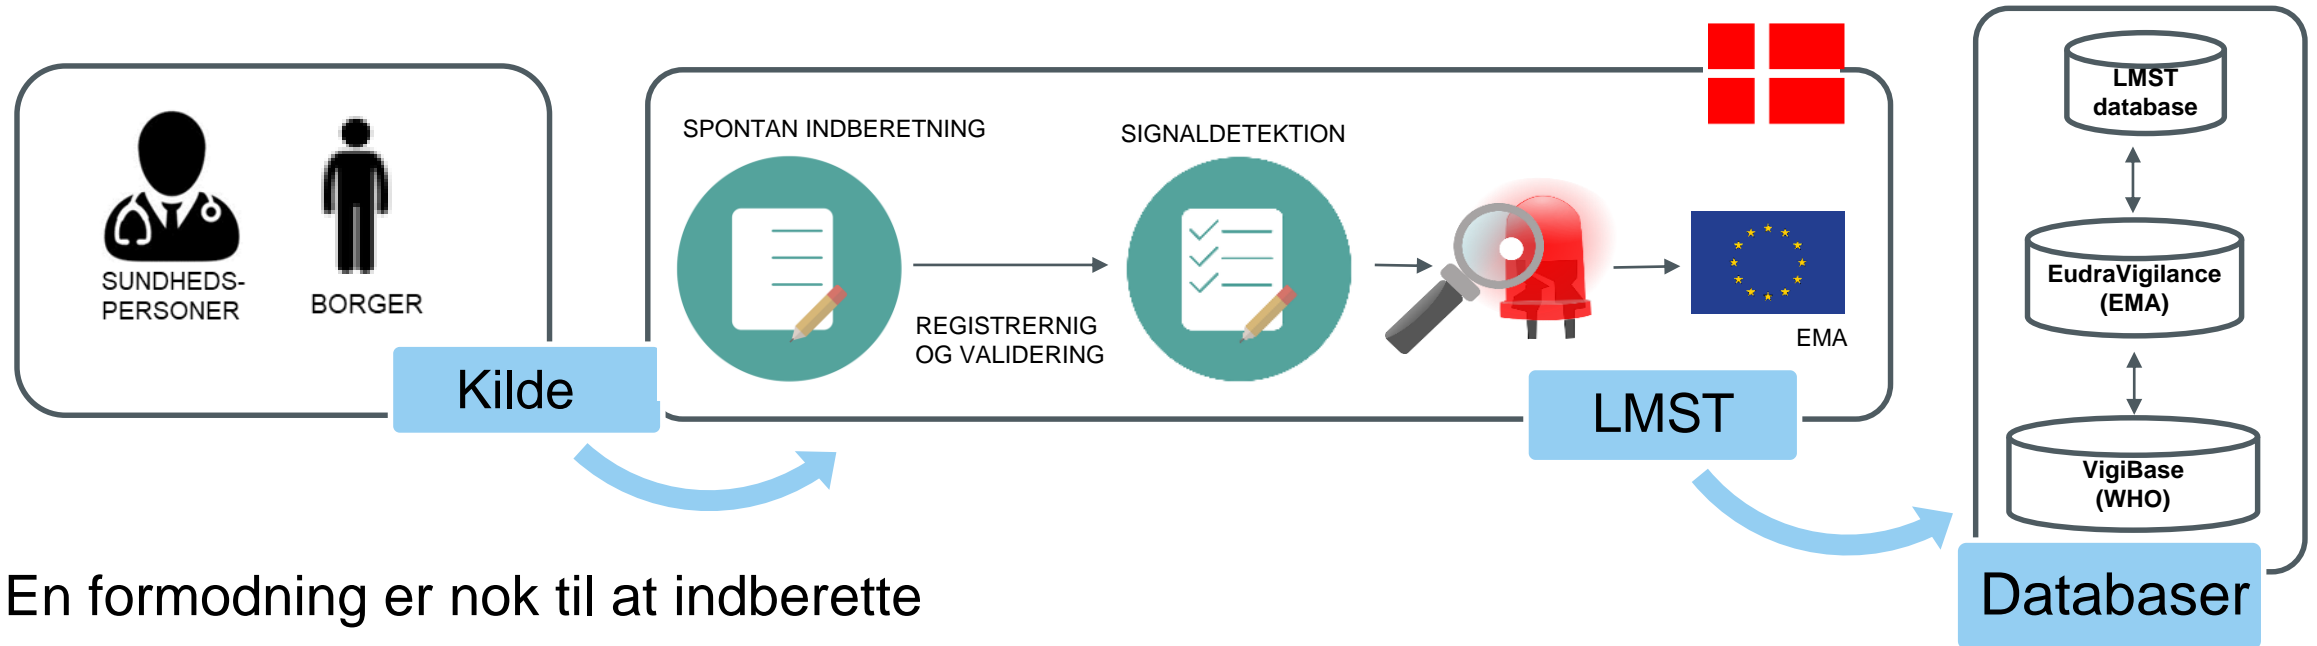 SUNDHEDS-
PERSONER
BORGER
Kilde
SPONTAN INDBERETNING
REGISTRERNIG
OG VALIDERING
SIGNALDETEKTION
EMA
LMST
LMST
database
EudraVigilance
(EMA)
VigiBase
(WHO)
Databaser
En formodning er nok til at indberette